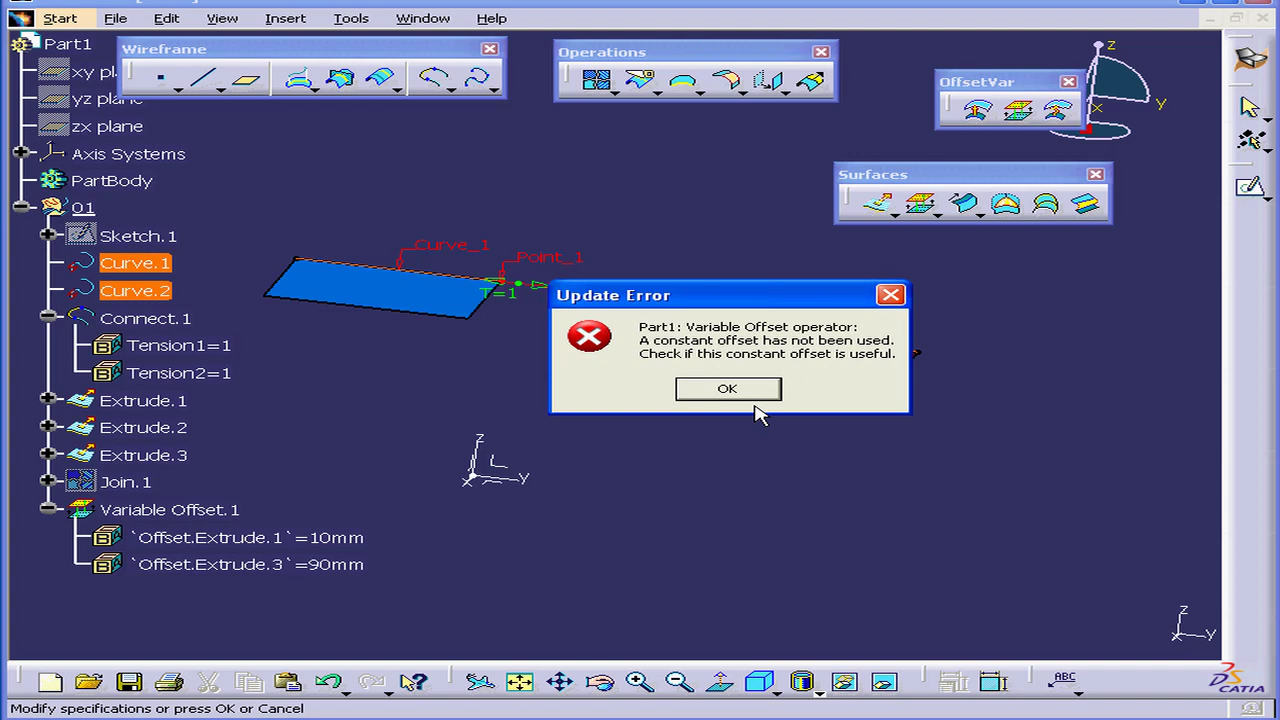 Start File Edit View Insert Tools Window Help
Part1
Wireframe
Operations
OffsetVar
Surfaces
xy pl
yz plane
zx plane
Axis Systems
PartBody
01
Sketch.1
Curve.1
Curve.2
Connect.1
Tension1=1
Tension2=1
Extrude.1
Extrude.2
Extrude.3
Join.1
Variable Offset.1
`Offset.Extrude.1`=10mm
`Offset.Extrude.3`=90mm
Curve_1
Point_1
T=1
Update Error
Part1: Variable Offset operator:
A constant offset has not been used.
Check if this constant offset is useful.
OK
z
y
x
z
y
x
z
y
ABC
DS
CATIA
Modify specifications or press OK or Cancel